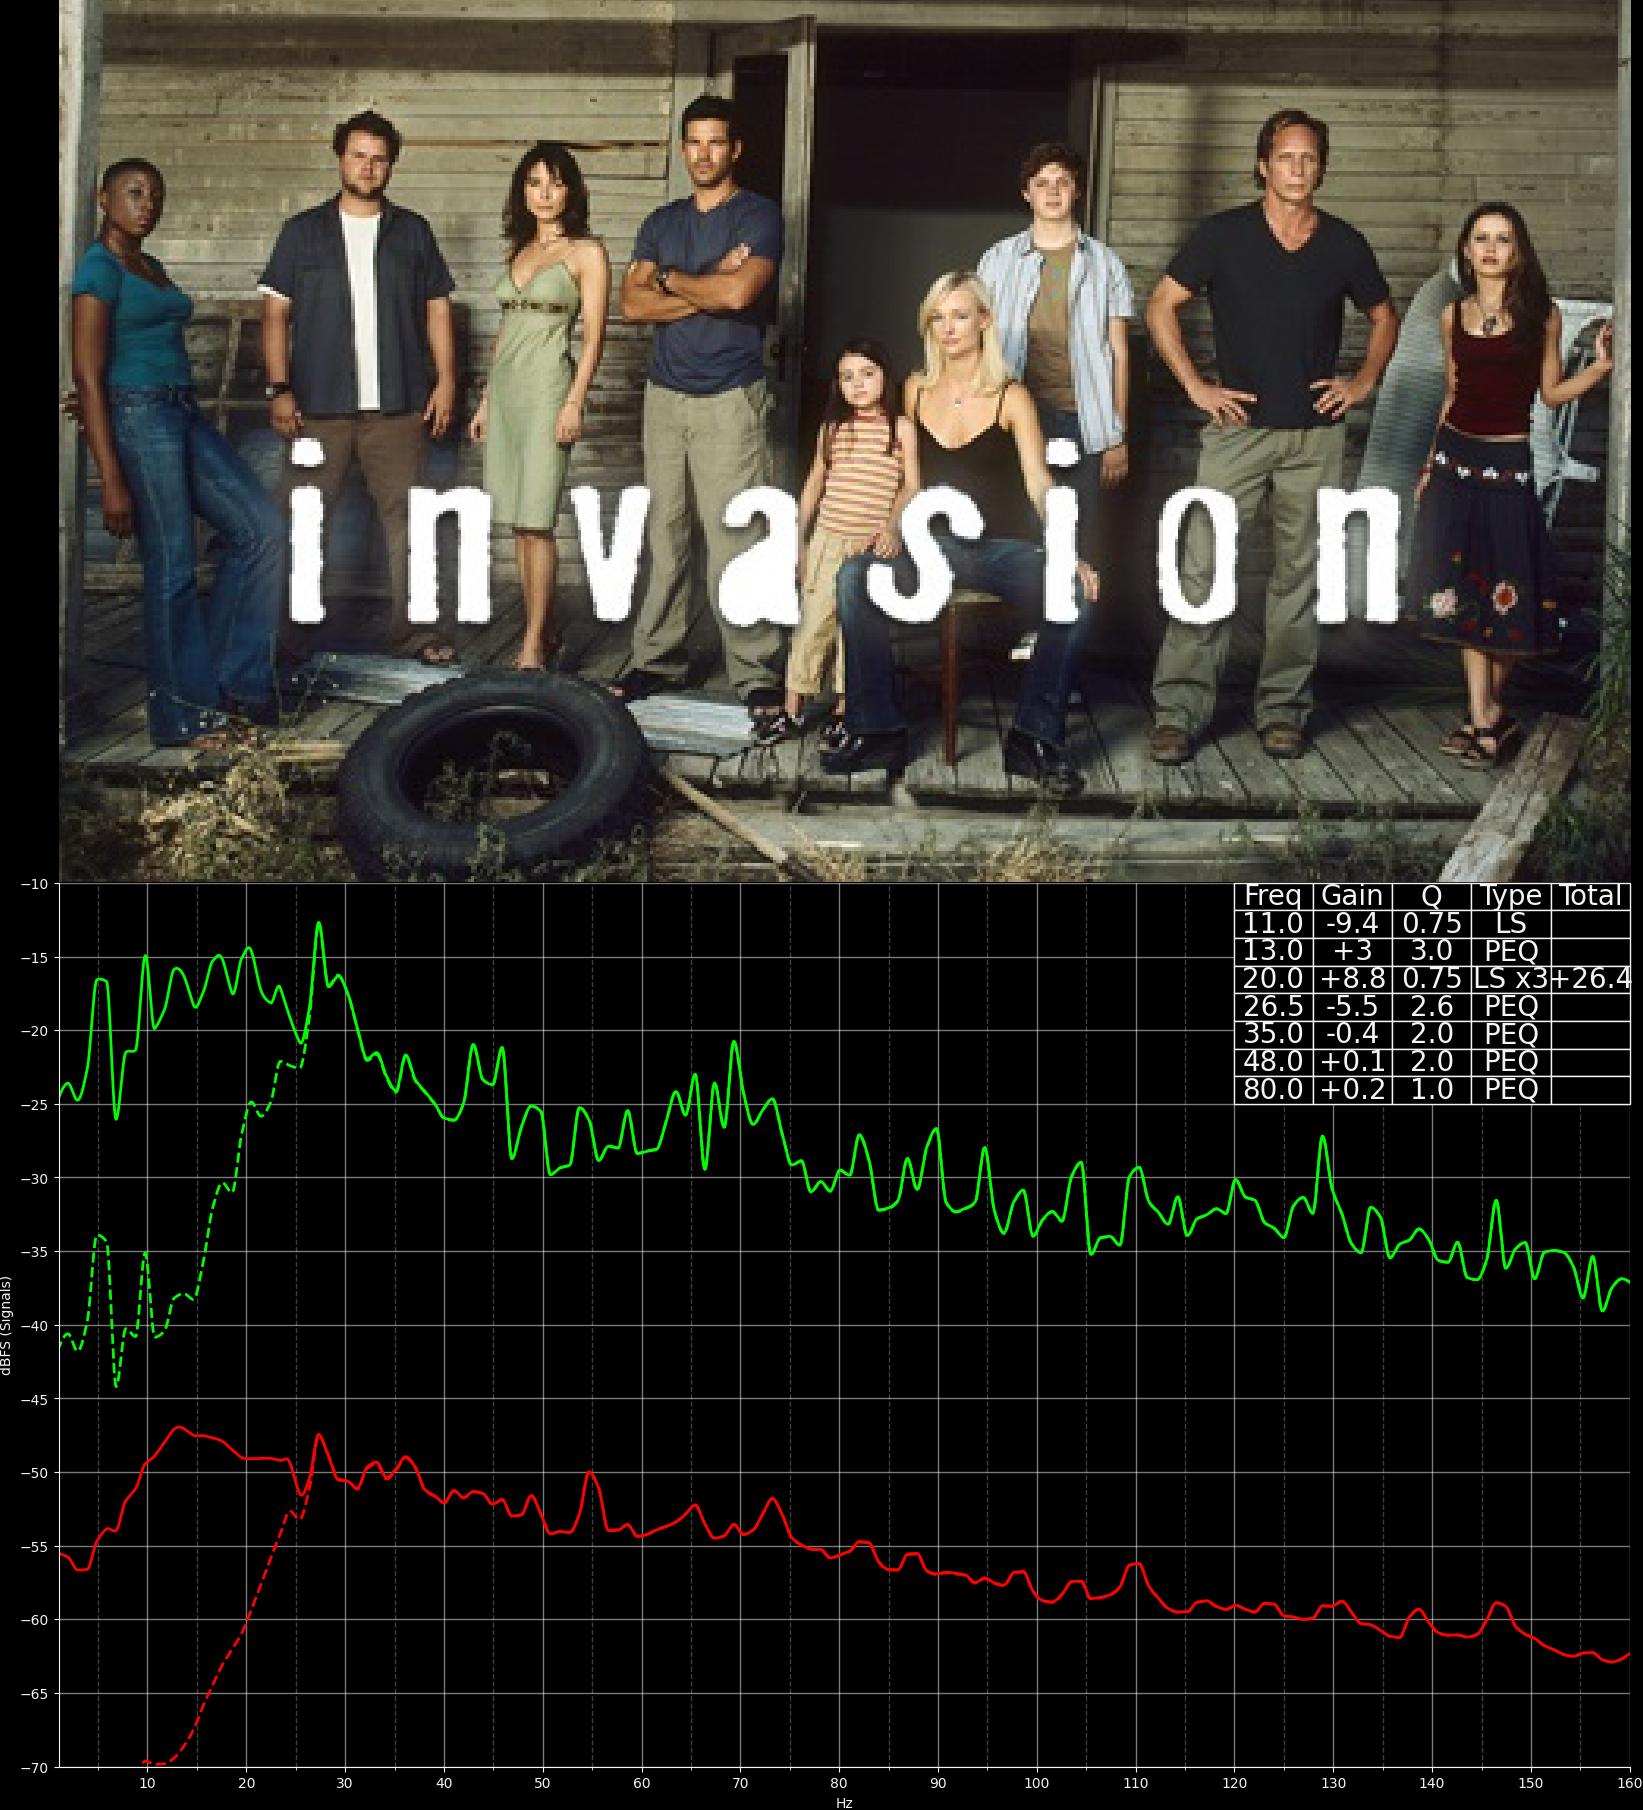 invasion
Freq Gain Q Type Total
11.0 -9.4 0.75 LS
13.0 +3 3.0 PEQ
20.0 +8.8 0.75 LS x3 +26.4
26.5 -5.5 2.6 PEQ
35.0 -0.4 2.0 PEQ
48.0 +0.1 2.0 PEQ
80.0 +0.2 1.0 PEQ
−10
−15
−20
−25
−30
−35
−40
−45
−50
−55
−60
−65
−70
dBFS (Signals)
10 20 30 40 50 60 70 80 90 100 110 120 130 140 150 160
Hz